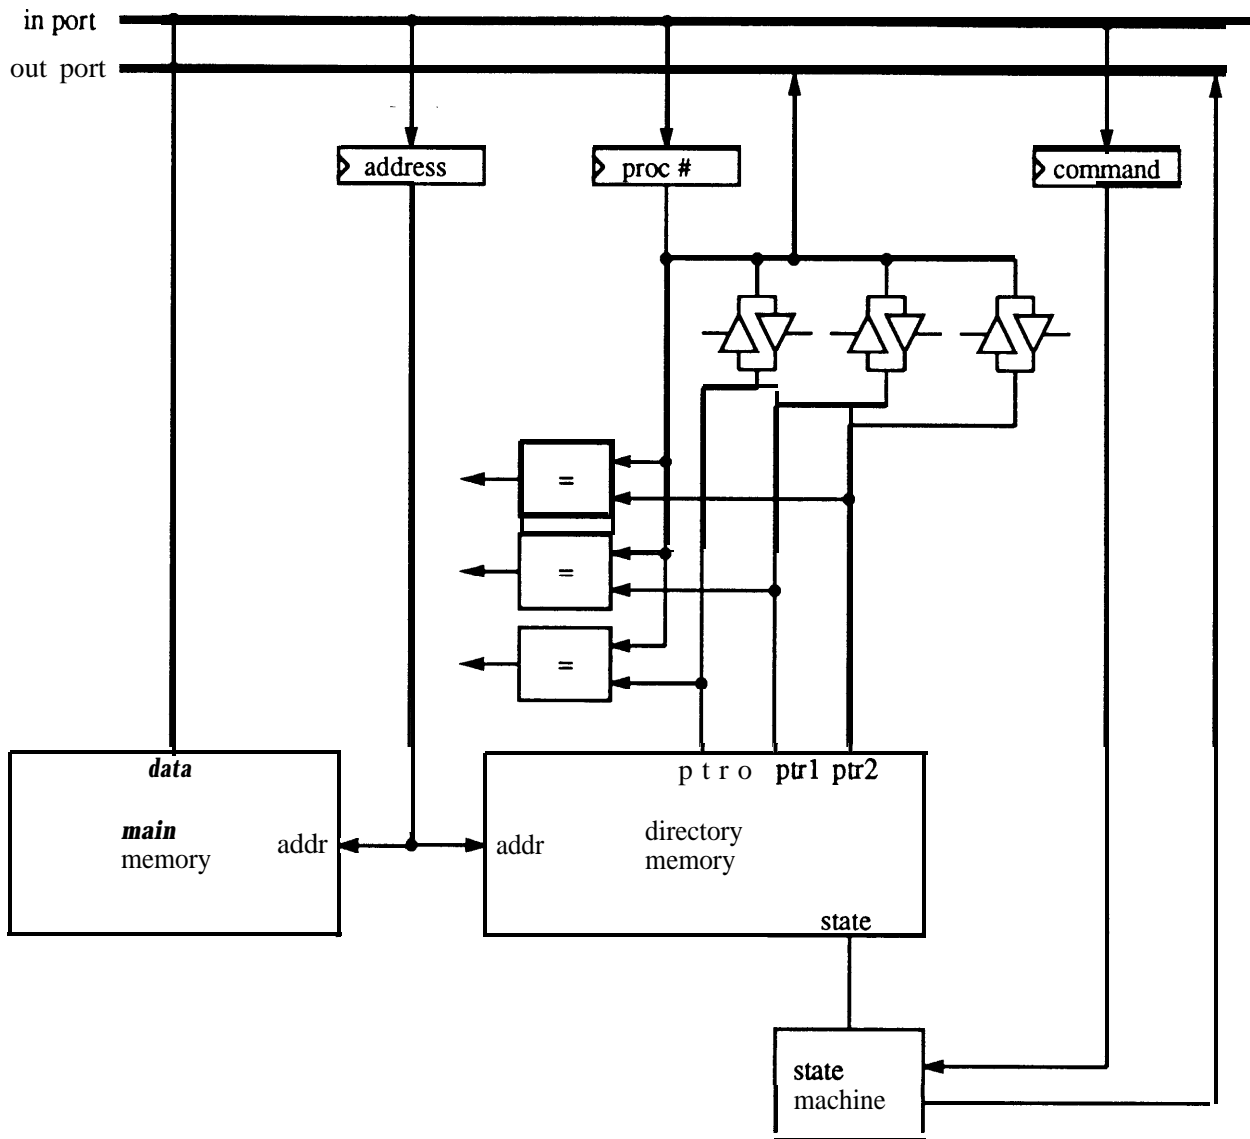 in port
out port
address
proc #
command
=
=
=
data
p t r o ptr1 ptr2
main
memory
addr
addr
directory
memory
state
state
machine